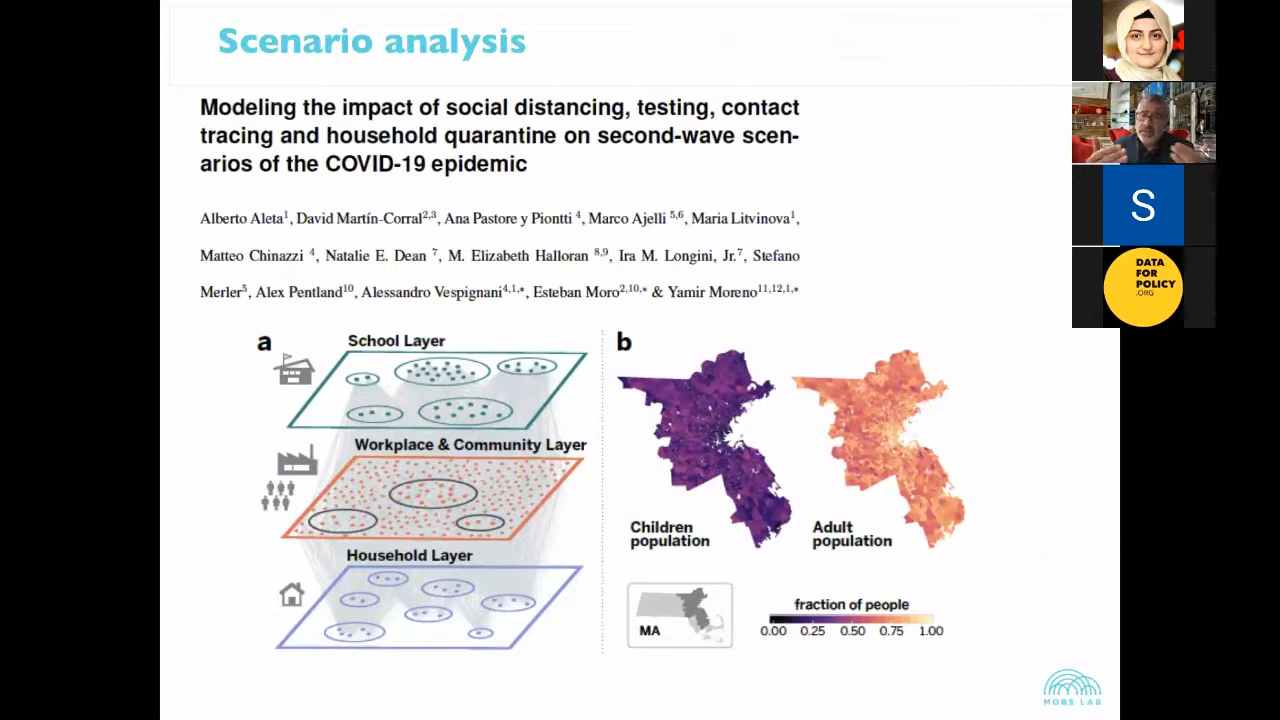 Scenario analysis
Modeling the impact of social distancing, testing, contact
tracing and household quarantine on second-wave scen-
arios of the COVID-19 epidemic
Alberto Aleta1, David Martín-Corral2,3, Ana Pastore y Piontti 4, Marco Ajelli 5,6, Maria Litvinova1,
Matteo Chinazzi 4, Natalie E. Dean 7, M. Elizabeth Halloran 8,9, Ira M. Longini, Jr.7, Stefano
Merler5, Alex Pentland10, Alessandro Vespignani4,1,*, Esteban Moro2,10,* & Yamir Moreno11,12,1,*
a
School Layer
Workplace & Community Layer
Household Layer
b
Children
population
Adult
population
MA
fraction of people
0.00 0.25 0.50 0.75 1.00
MOBS LAB
S
DATA
FOR
POLICY
.ORG